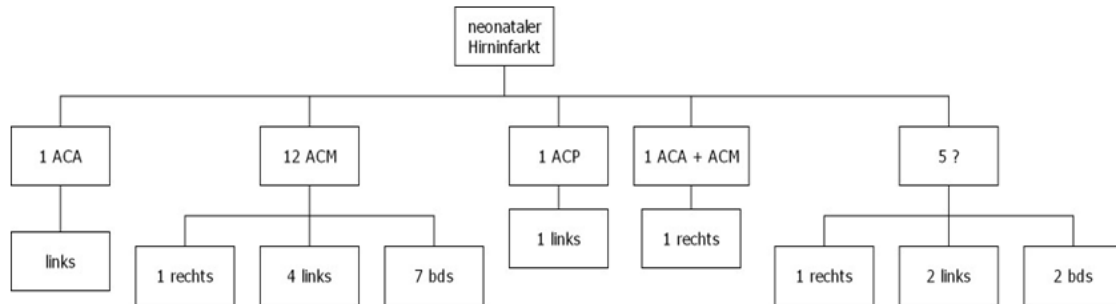 neonataler
Hirninfarkt
1 ACA
12 ACM
1 ACP
1 ACA + ACM
5 ?
links
1 rechts
4 links
7 bds
1 links
1 rechts
1 rechts
2 links
2 bds